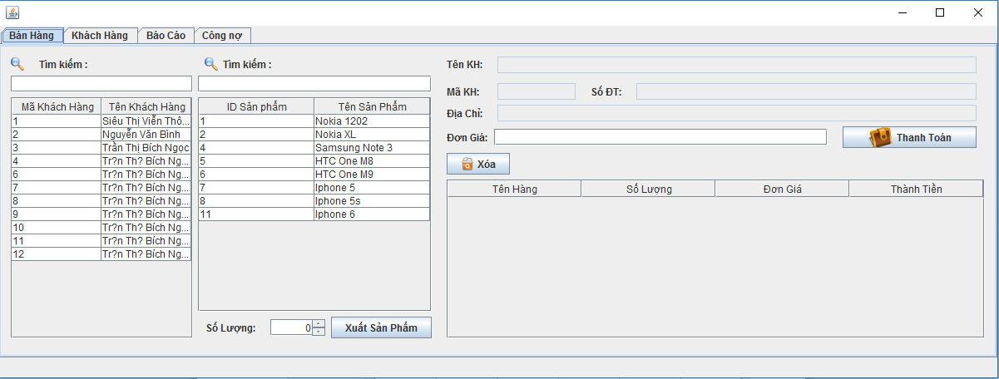 Bán Hàng Khách Hàng Báo Cáo Công nợ
Tìm kiếm :
Mã Khách Hàng Tên Khách Hàng
1 Siêu Thị Viễn Thô...
2 Nguyễn Văn Bình
3 Trần Thị Bích Ngọc
4 Tr?n Th? Bích Ng...
6 Tr?n Th? Bích Ng...
7 Tr?n Th? Bích Ng...
8 Tr?n Th? Bích Ng...
9 Tr?n Th? Bích Ng...
10 Tr?n Th? Bích Ng...
11 Tr?n Th? Bích Ng...
12 Tr?n Th? Bích Ng...
Tìm kiếm :
ID Sản phẩm Tên Sản Phẩm
1 Nokia 1202
2 Nokia XL
4 Samsung Note 3
5 HTC One M8
6 HTC One M9
7 Iphone 5
8 Iphone 5s
11 Iphone 6
Số Lượng: 0 Xuất Sản Phẩm
Tên KH:
Mã KH: Số ĐT:
Địa Chỉ:
Đơn Giá: Thanh Toán
Xóa
Tên Hàng Số Lượng Đơn Giá Thành Tiền